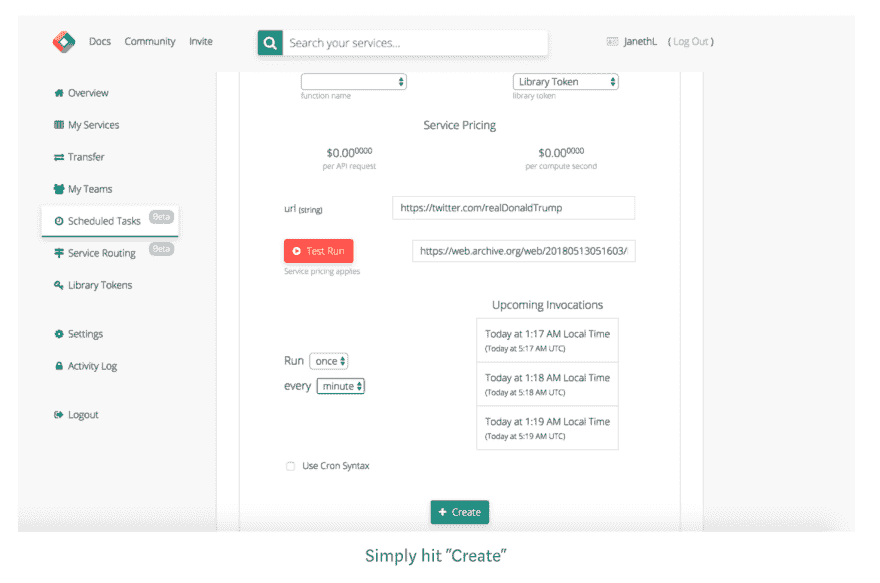 Docs Community Invite
Search your services...
JanethL ( Log Out )
Overview
My Services
Transfer
My Teams
Scheduled Tasks Beta
Service Routing Beta
Library Tokens
Settings
Activity Log
Logout
Library Token
function name library token
Service Pricing
$0.000000 $0.000000
per API request per compute second
url (string) https://twitter.com/realDonaldTrump
Test Run https://web.archive.org/web/20180513051603/
Service pricing applies
Upcoming Invocations
Today at 1:17 AM Local Time
(Today at 5:17 AM UTC)
Run once
every minute
Today at 1:18 AM Local Time
(Today at 5:18 AM UTC)
Today at 1:19 AM Local Time
(Today at 5:19 AM UTC)
Use Cron Syntax
Create
Simply hit "Create"